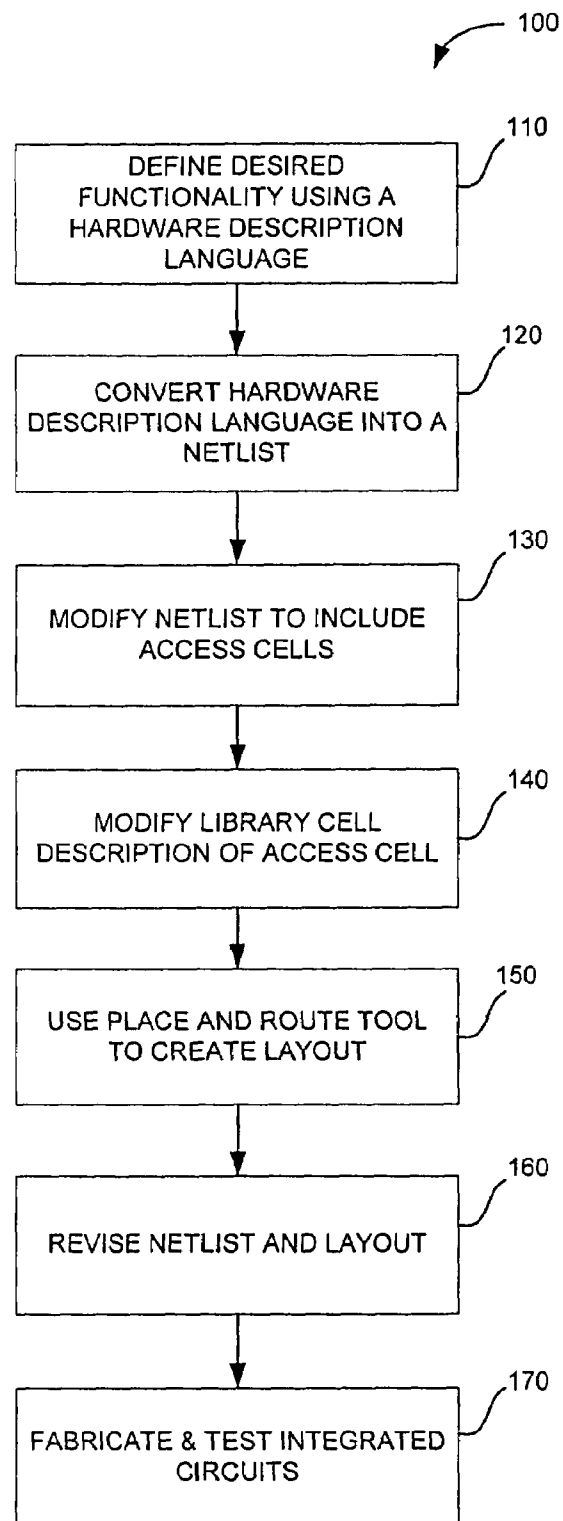 100
110
DEFINE DESIRED
FUNCTIONALITY USING A
HARDWARE DESCRIPTION
LANGUAGE
120
CONVERT HARDWARE
DESCRIPTION LANGUAGE INTO A
NETLIST
130
MODIFY NETLIST TO INCLUDE
ACCESS CELLS
140
MODIFY LIBRARY CELL
DESCRIPTION OF ACCESS CELL
150
USE PLACE AND ROUTE TOOL
TO CREATE LAYOUT
160
REVISE NETLIST AND LAYOUT
170
FABRICATE & TEST INTEGRATED
CIRCUITS